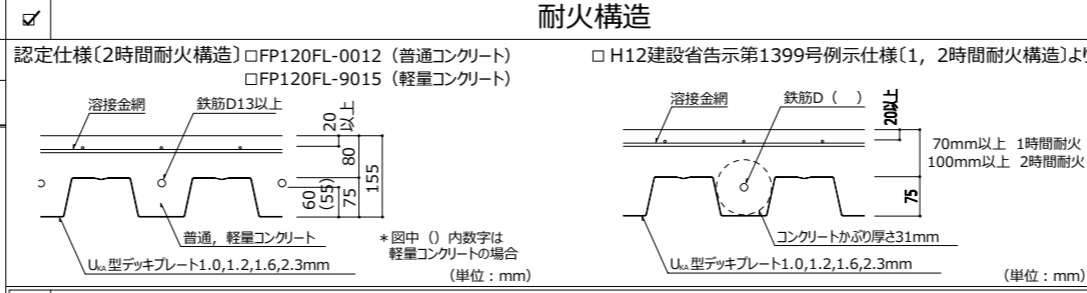 耐火構造
認定仕様〔2時間耐火構造〕□FP120FL-0012（普通コンクリート）
□FP120FL-9015（軽量コンクリート）
溶接金網
鉄筋D13以上
20
以上
80
155
60
(55)
75
普通，軽量コンクリート
UKA型デッキプレート1.0,1.2,1.6,2.3mm
＊図中（）内数字は
軽量コンクリートの場合
（単位：mm）
□H12建設省告示第1399号例示仕様〔1，2時間耐火構造〕よ
溶接金網
鉄筋D（　）
20以上
70mm以上 1時間耐火
100mm以上 2時間耐火
75
コンクリートかぶり厚さ31mm
UKA型デッキプレート1.0,1.2,1.6,2.3mm
（単位：mm）